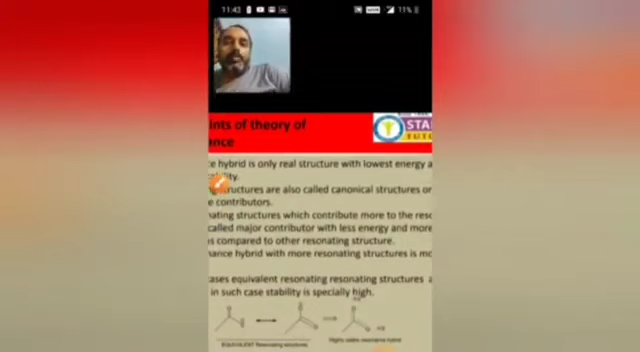 11:43
11%
ints of theory of
ence
STA
TUTO
ce hybrid is only real structure with lowest energy a
bility.
structures are also called canonical structures or
e contributors.
nating structures which contribute more to the reso
called major contributor with less energy and more
s compared to other resonating structure.
nance hybrid with more resonating structures is mo
cases equivalent resonating resonating structures a
in such case stability is specially high.
EQUIVALENT Resonating structures
Highly stable resonance hybrid